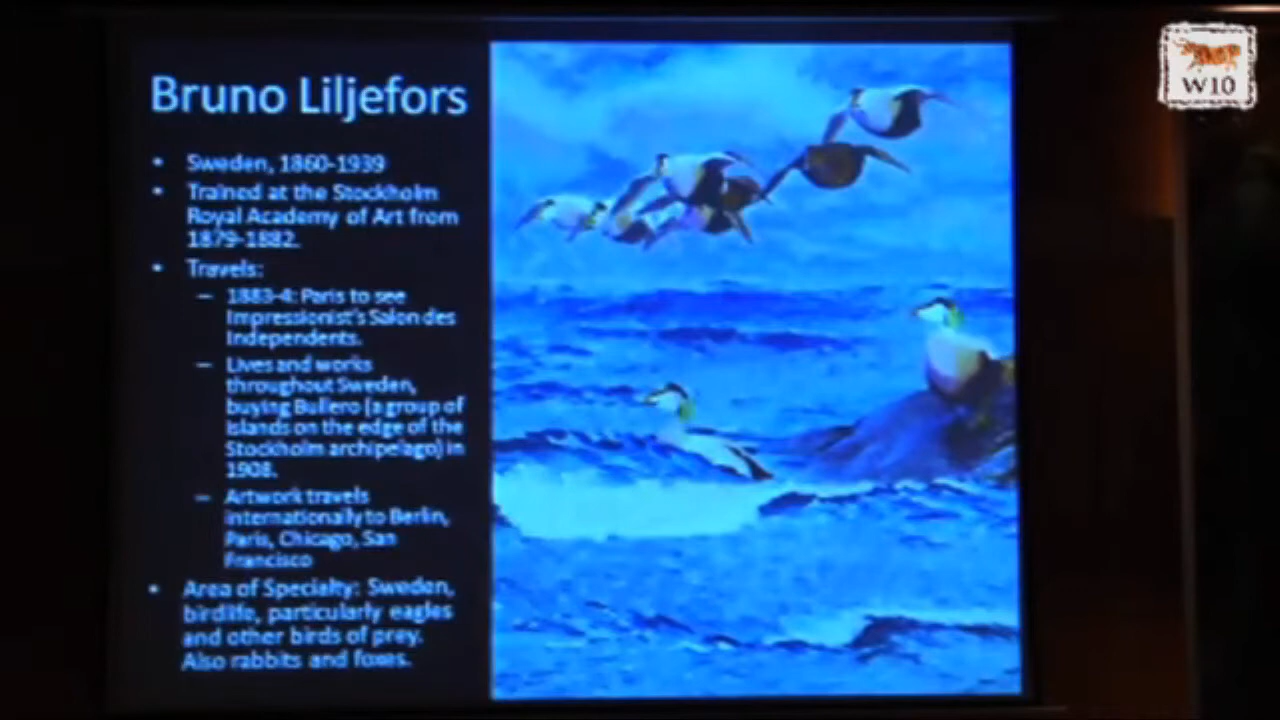 Bruno Liljefors
• Sweden, 1860-1939
• Trained at the Stockholm
Royal Academy of Art from
1879-1882.
• Travels:
– 1883-4: Paris to see
Impressionist's Salon des
Independents.
– Lives and works
throughout Sweden,
buying Bullero (a group of
islands on the edge of the
Stockholm archipelago) in
1908.
– Artwork travels
internationally to Berlin,
Paris, Chicago, San
Francisco
• Area of Specialty: Sweden,
birdlife, particularly eagles
and other birds of prey.
Also rabbits and foxes.
W10